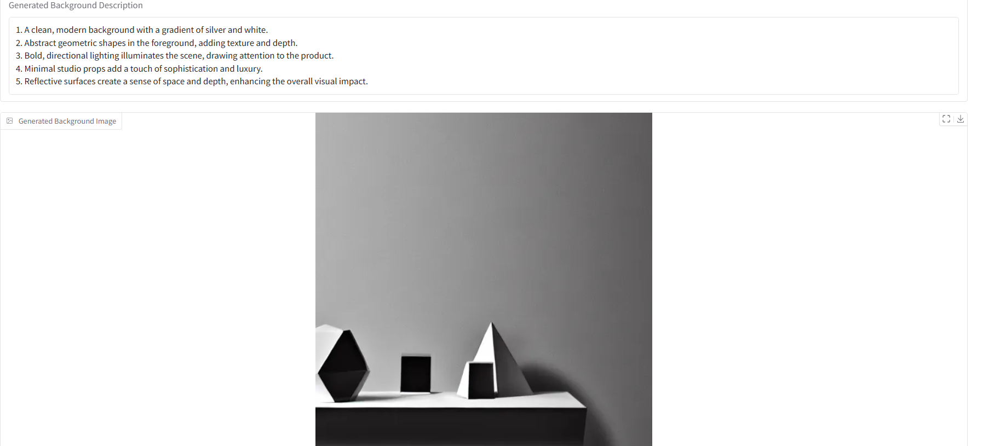 Generated Background Description
1. A clean, modern background with a gradient of silver and white.
2. Abstract geometric shapes in the foreground, adding texture and depth.
3. Bold, directional lighting illuminates the scene, drawing attention to the product.
4. Minimal studio props add a touch of sophistication and luxury.
5. Reflective surfaces create a sense of space and depth, enhancing the overall visual impact.
Generated Background Image